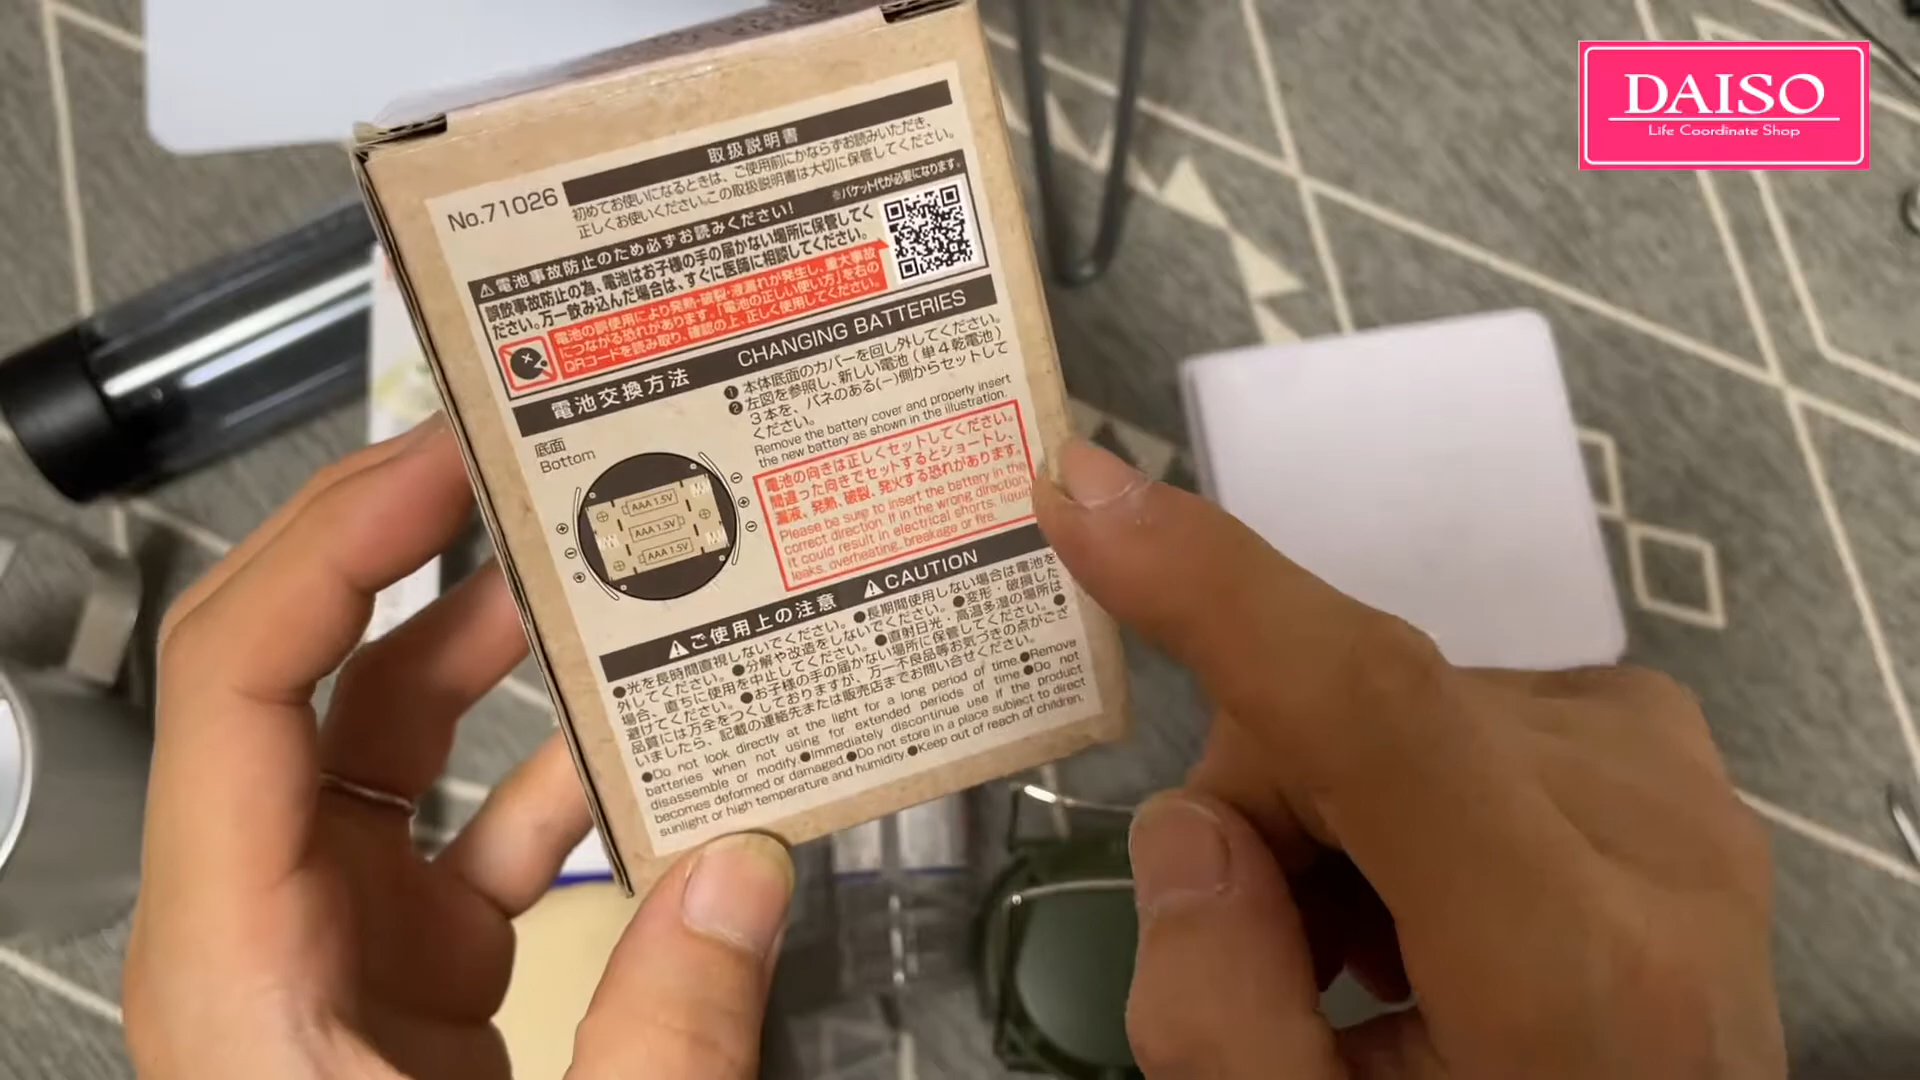 DAISO
Life Coordinate Shop
No.71026
取扱説明書
初めてお使いになるときは、ご使用前にかならずお読みいただき、
正しくお使いください。この取扱説明書は大切に保管してください。
⚠電池事故防止のため必ずお読みください!
※パケット代が必要になります。
誤飲事故防止の為、電池はお子様の手の届かない場所に保管してく
ださい。万一飲み込んだ場合は、すぐに医師に相談してください。
電池の誤使用により発熱・破裂・液漏れが発生し、重大事故
につながる恐れがあります。「電池の正しい使い方」を右の
QRコードを読み取り、確認の上、正しく使用してください。
電池交換方法 CHANGING BATTERIES
底面
Bottom
AAA 1.5V
AAA 1.5V
AAA 1.5V
❶ 本体底面のカバーを回し外してください。
❷ 左図を参照し、新しい電池(単4乾電池)
3本を、バネのある(−)側からセットして
ください。
Remove the battery cover and properly insert
the new battery as shown in the illustration.
電池の向きは正しくセットしてください。
間違った向きでセットするとショートし、
漏液、発熱、破裂、発火する恐れがあります。
Please be sure to insert the battery in the
correct direction. If in the wrong direction,
it could result in electrical shorts, liquid
leaks, overheating, breakage or fire.
⚠ご使用上の注意 ⚠CAUTION
●光を長時間直視しないでください。●長期間使用しない場合は電池を
外してください。●分解や改造をしないでください。●変形・破損した
場合、直ちに使用を中止してください。●直射日光・高温多湿の場所は
避けてください。●お子様の手の届かない場所に保管してください。●
品質には万全をつくしておりますが、万一不良品等お気づきの点がござ
いましたら、記載の連絡先または販売店までお問い合せください。
●Do not look directly at the light for a long period of time.●Remove
batteries when not using for extended periods of time.●Do not
disassemble or modify.●Immediately discontinue use if the product
becomes deformed or damaged.●Do not store in a place subject to direct
sunlight or high temperature and humidity.●Keep out of reach of children.